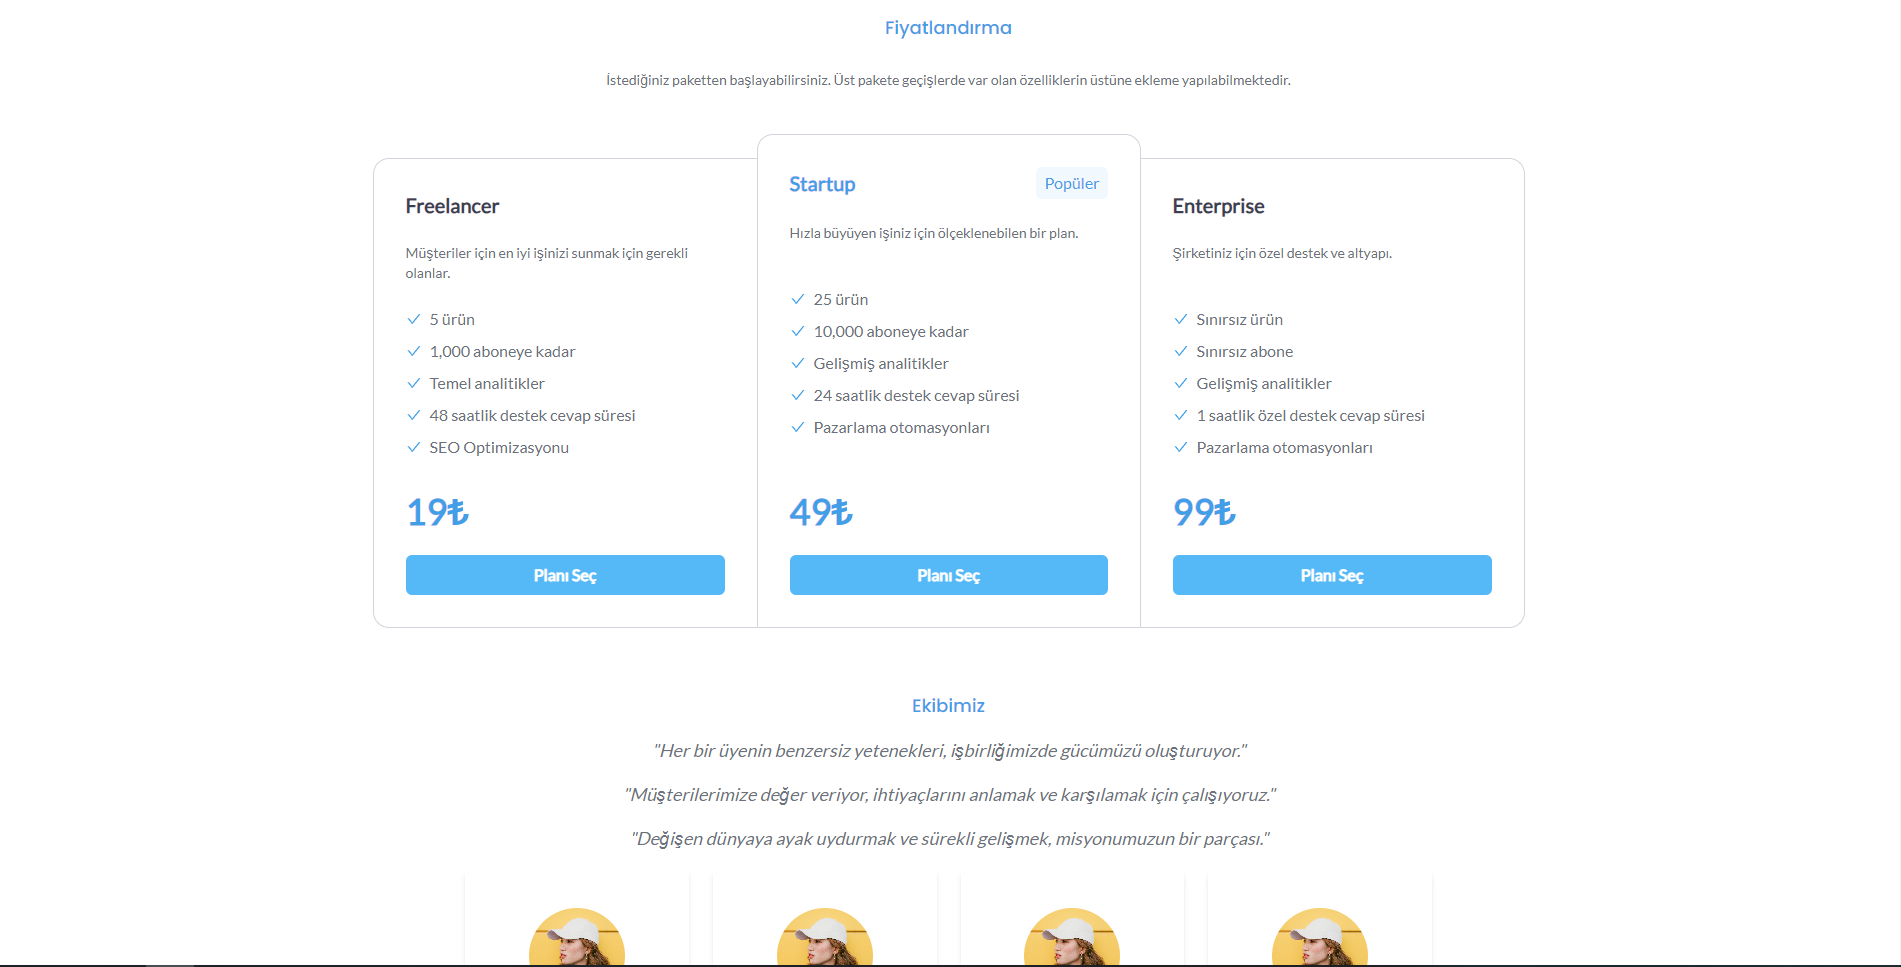 Fiyatlandırma
İstediğiniz paketten başlayabilirsiniz. Üst pakete geçişlerde var olan özelliklerin üstüne ekleme yapılabilmektedir.
Freelancer
Müşteriler için en iyi işinizi sunmak için gerekli
olanlar.
5 ürün
1,000 aboneye kadar
Temel analitikler
48 saatlik destek cevap süresi
SEO Optimizasyonu
19₺
Planı Seç
Startup
Popüler
Hızla büyüyen işiniz için ölçeklenebilen bir plan.
25 ürün
10,000 aboneye kadar
Gelişmiş analitikler
24 saatlik destek cevap süresi
Pazarlama otomasyonları
49₺
Planı Seç
Enterprise
Şirketiniz için özel destek ve altyapı.
Sınırsız ürün
Sınırsız abone
Gelişmiş analitikler
1 saatlik özel destek cevap süresi
Pazarlama otomasyonları
99₺
Planı Seç
Ekibimiz
"Her bir üyenin benzersiz yetenekleri, işbirliğimizde gücümüzü oluşturuyor."
"Müşterilerimize değer veriyor, ihtiyaçlarını anlamak ve karşılamak için çalışıyoruz."
"Değişen dünyaya ayak uydurmak ve sürekli gelişmek, misyonumuzun bir parçası."